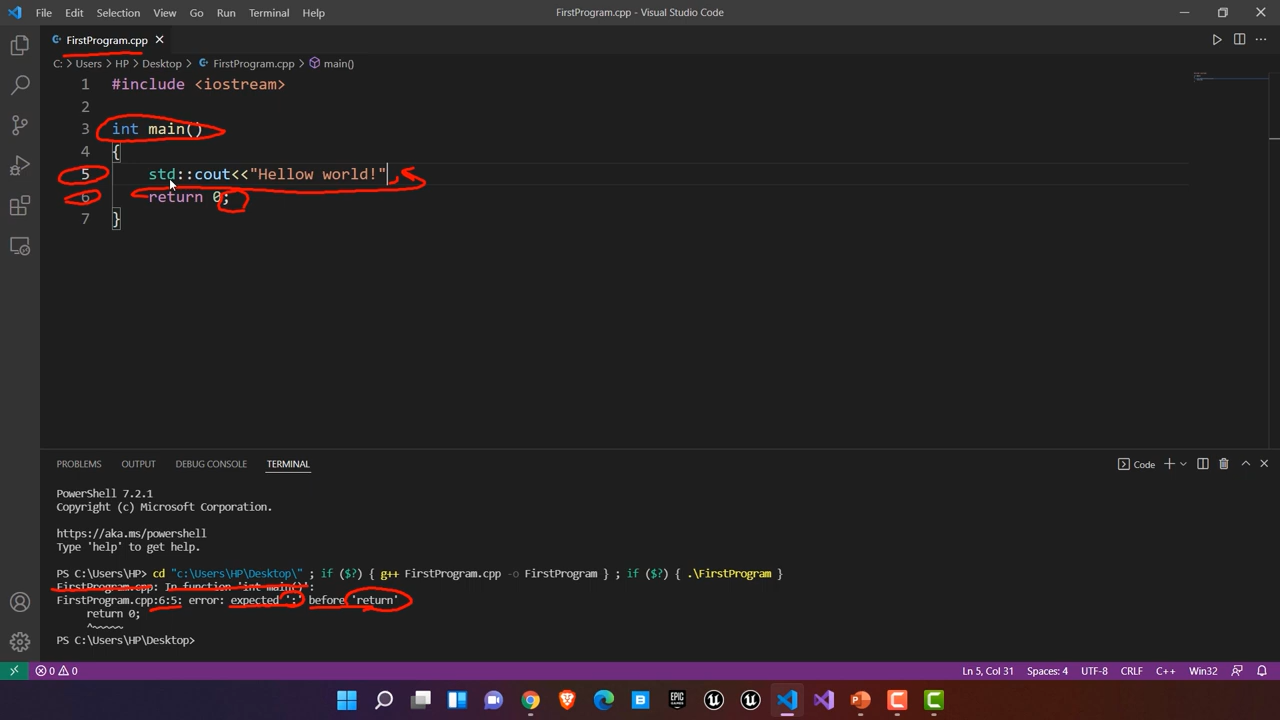 File Edit Selection View Go Run Terminal Help
FirstProgram.cpp - Visual Studio Code
FirstProgram.cpp
C: > Users > HP > Desktop > FirstProgram.cpp > main()
1 #include <iostream>
2
3 int main()
4 {
5 std::cout<<"Hellow world!"
6 return 0;
7 }
PROBLEMS OUTPUT DEBUG CONSOLE TERMINAL
Code
PowerShell 7.2.1
Copyright (c) Microsoft Corporation.
https://aka.ms/powershell
Type 'help' to get help.
PS C:\Users\HP> cd "c:\Users\HP\Desktop\" ; if ($?) { g++ FirstProgram.cpp -o FirstProgram } ; if ($?) { .\FirstProgram }
FirstProgram.cpp: In function 'int main()':
FirstProgram.cpp:6:5: error: expected ';' before 'return'
return 0;
^~~~~~
PS C:\Users\HP\Desktop>
0 0
Ln 5, Col 31 Spaces: 4 UTF-8 CRLF C++ Win32